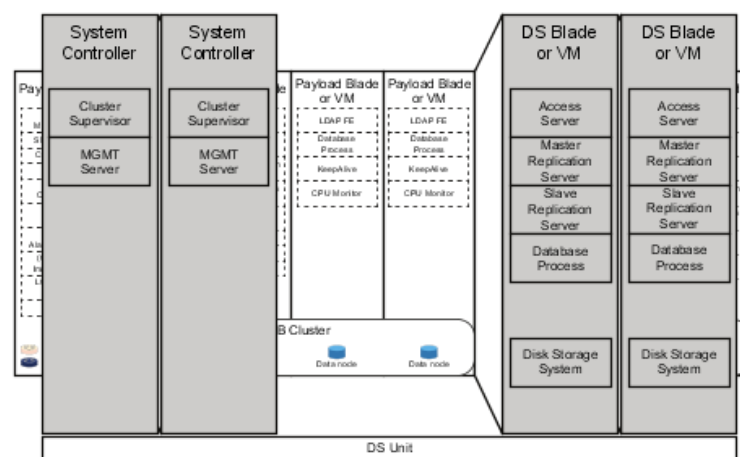 System
Controller
Cluster
Supervisor
MGMT
Server
System
Controller
Cluster
Supervisor
MGMT
Server
Payload Blade
or VM
LDAP FE
Database
Process
KeepAlive
CPU Monitor
Payload Blade
or VM
LDAP FE
Database
Process
KeepAlive
CPU Monitor
B Cluster
Data node
Data node
DS Blade
or VM
Access
Server
Master
Replication
Server
Slave
Replication
Server
Database
Process
Disk Storage
System
DS Blade
or VM
Access
Server
Master
Replication
Server
Slave
Replication
Server
Database
Process
Disk Storage
System
DS Unit